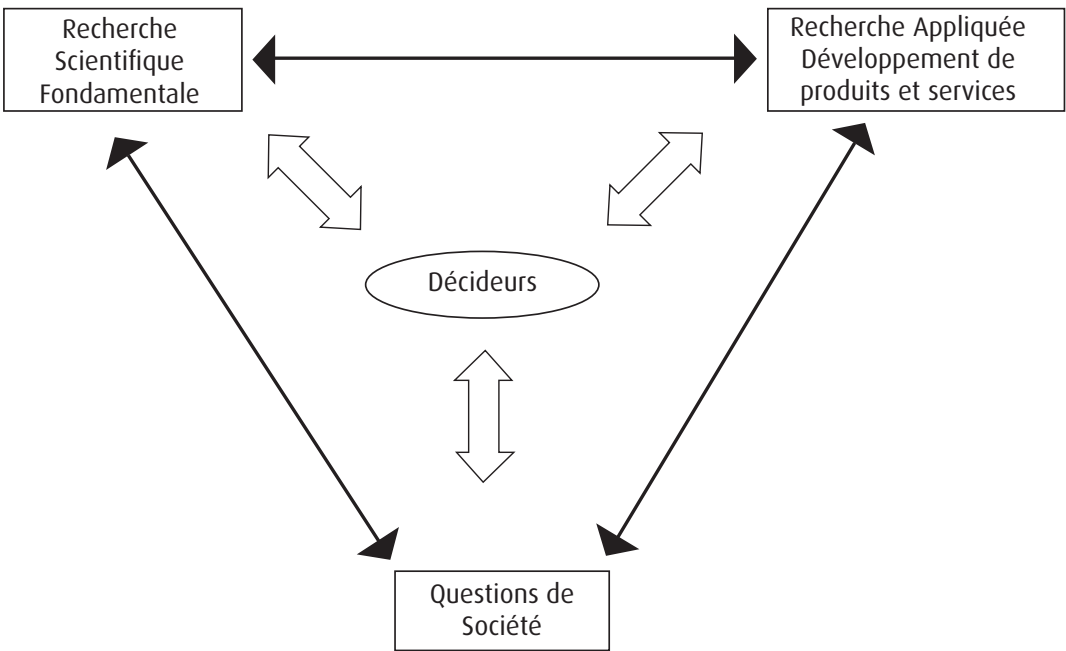 Recherche
Scientifique
Fondamentale
Recherche Appliquée
Développement de
produits et services
Décideurs
Questions de
Société